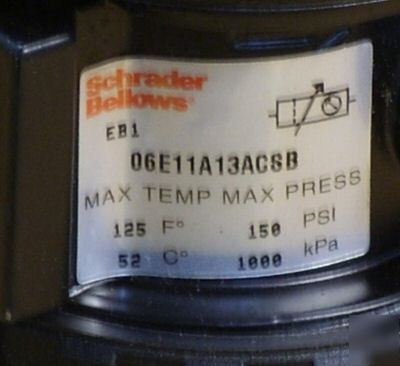 Schrader
Bellows
EB1
06E11A13ACSB
MAX TEMP MAX PRESS
125 F° 150 PSI
52 C° 1000 kPa